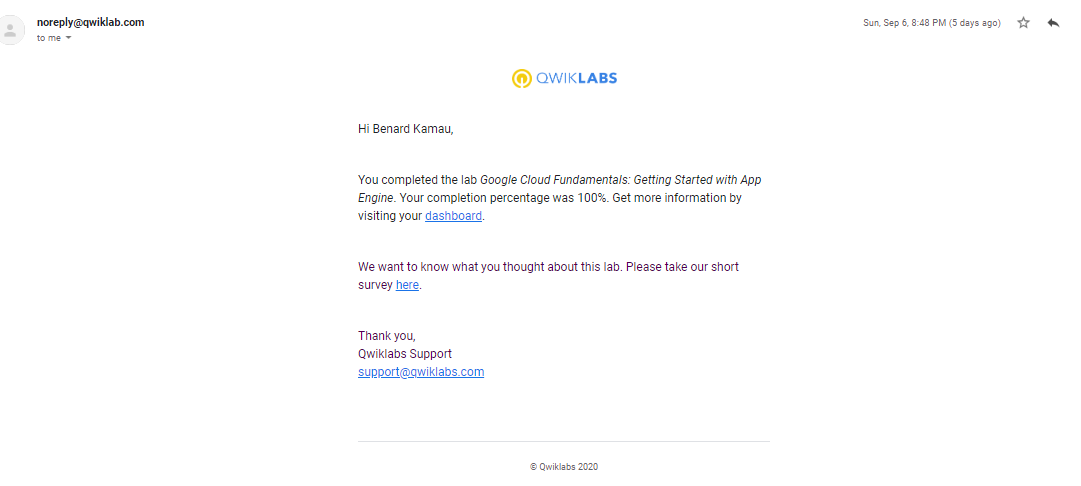 noreply@qwiklab.com
Sun, Sep 6, 8:48 PM (5 days ago)
to me
QWIKLABS
Hi Benard Kamau,
You completed the lab Google Cloud Fundamentals: Getting Started with App
Engine. Your completion percentage was 100%. Get more information by
visiting your dashboard.
We want to know what you thought about this lab. Please take our short
survey here.
Thank you,
Qwiklabs Support
support@qwiklabs.com
© Qwiklabs 2020